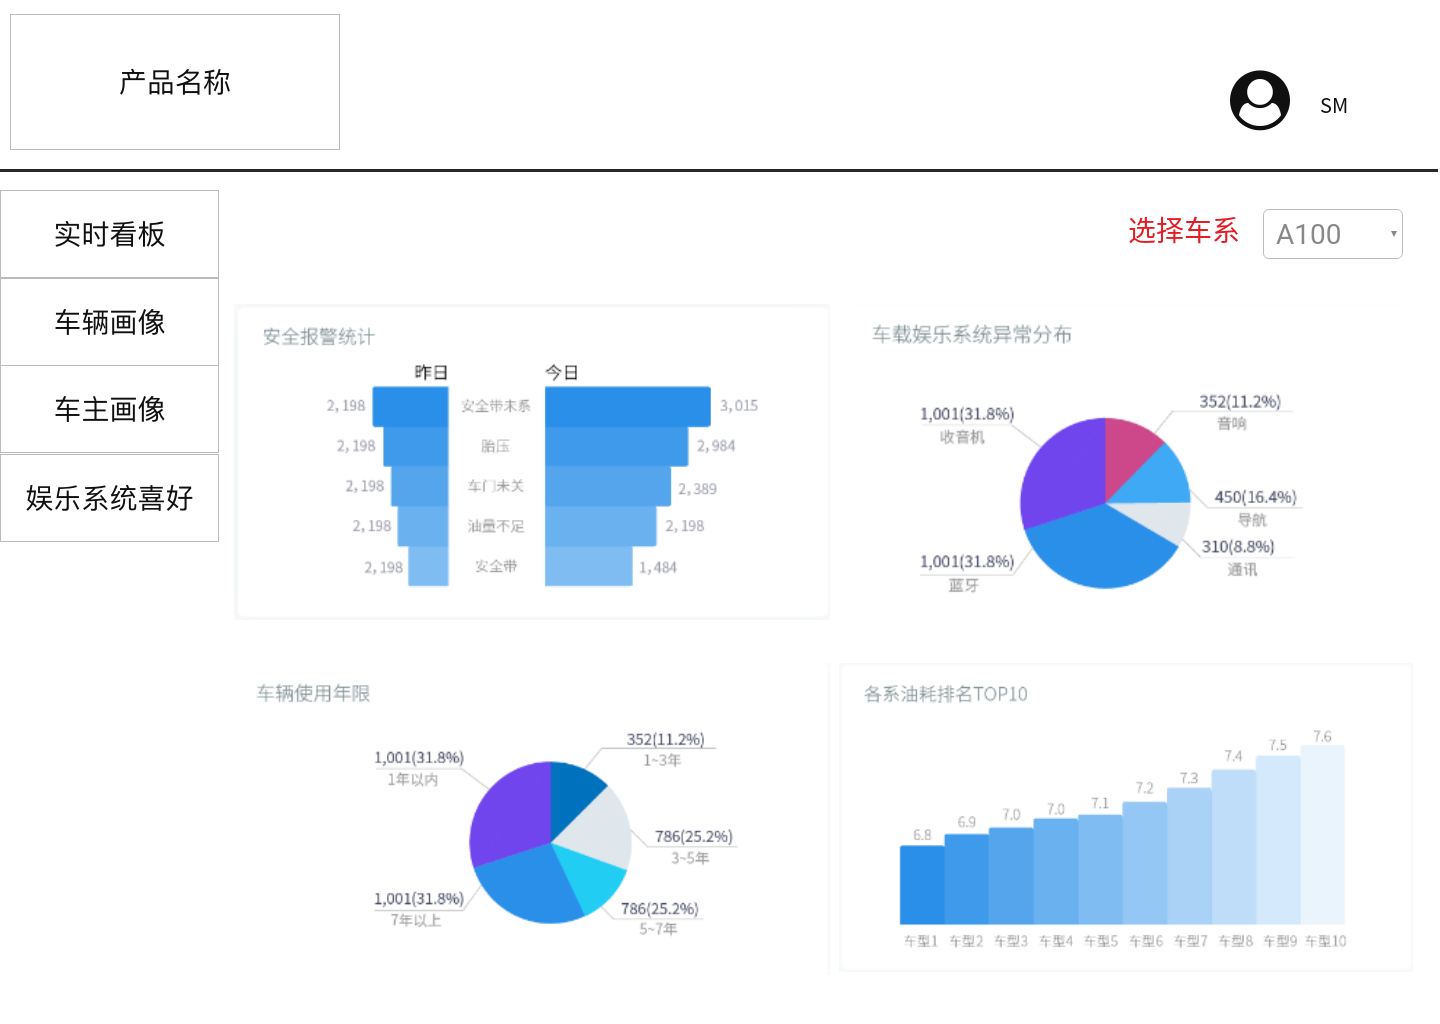 产品名称
SM
实时看板
车辆画像
车主画像
娱乐系统喜好
选择车系
A100
安全报警统计
昨日 今日
2,198 安全带未系 3,015
2,198 胎压 2,984
2,198 车门未关 2,389
2,198 油量不足 2,198
2,198 安全带 1,484
车载娱乐系统异常分布
352(11.2%)
音响
1,001(31.8%)
收音机
450(16.4%)
导航
310(8.8%)
通讯
1,001(31.8%)
蓝牙
车辆使用年限
352(11.2%)
1~3年
1,001(31.8%)
1年以内
786(25.2%)
3~5年
1,001(31.8%)
7年以上
786(25.2%)
5~7年
各系油耗排名TOP10
6.8 6.9 7.0 7.0 7.1 7.2 7.3 7.4 7.5 7.6
车型1 车型2 车型3 车型4 车型5 车型6 车型7 车型8 车型9 车型10